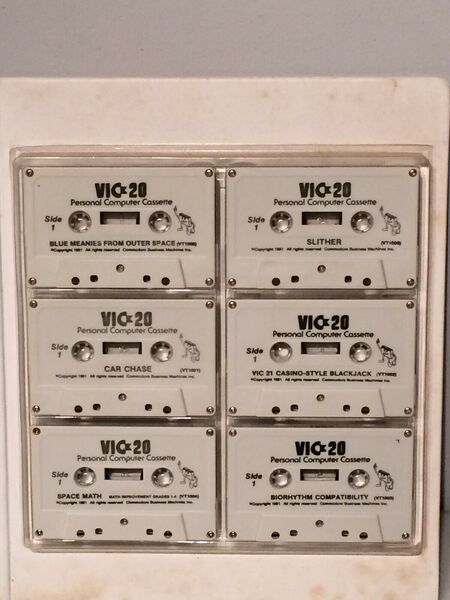 VIC 20
Personal Computer Cassette
Side
1
BLUE MEANIES FROM OUTER SPACE
©Copyright 1981 All rights reserved Commodore Business Machines Inc.
VIC 20
Personal Computer Cassette
Side
1
SLITHER
©Copyright 1981 All rights reserved Commodore Business Machines Inc.
VIC 20
Personal Computer Cassette
Side
1
CAR CHASE
©Copyright 1981 All rights reserved Commodore Business Machines Inc.
VIC 20
Personal Computer Cassette
Side
1
VIC 21 CASINO-STYLE BLACKJACK
©Copyright 1981 All rights reserved Commodore Business Machines Inc.
VIC 20
Personal Computer Cassette
Side
1
SPACE MATH MATH IMPROVEMENT GRADES
©Copyright 1981 All rights reserved Commodore Business Machines Inc.
VIC 20
Personal Computer Cassette
Side
1
BIORHYTHM COMPATIBILITY
©Copyright 1981 All rights reserved Commodore Business Machines Inc.